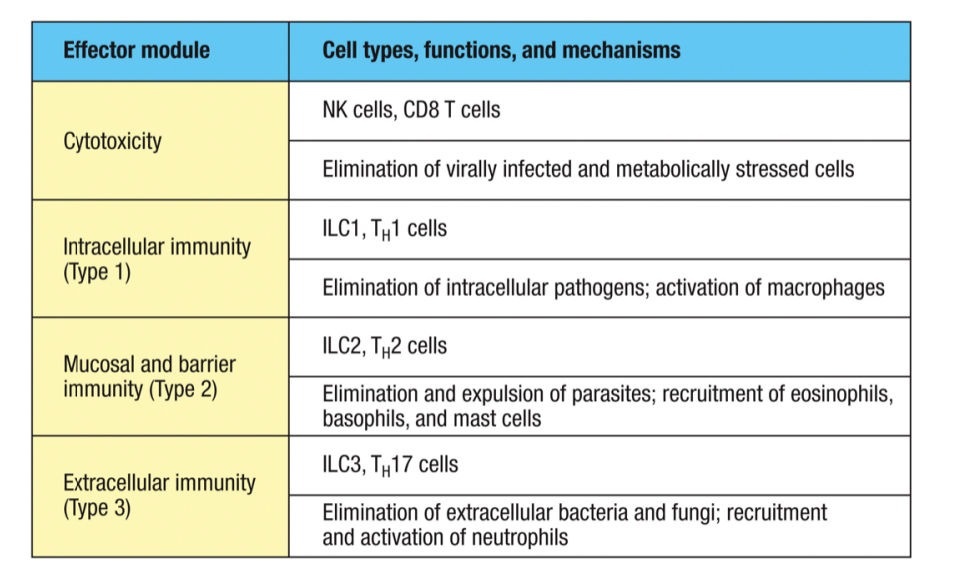 Effector module
Cell types, functions, and mechanisms
Cytotoxicity
NK cells, CD8 T cells
Elimination of virally infected and metabolically stressed cells
Intracellular immunity
(Type 1)
ILC1, TH1 cells
Elimination of intracellular pathogens; activation of macrophages
Mucosal and barrier
immunity (Type 2)
ILC2, TH2 cells
Elimination and expulsion of parasites; recruitment of eosinophils,
basophils, and mast cells
Extracellular immunity
(Type 3)
ILC3, TH17 cells
Elimination of extracellular bacteria and fungi; recruitment
and activation of neutrophils